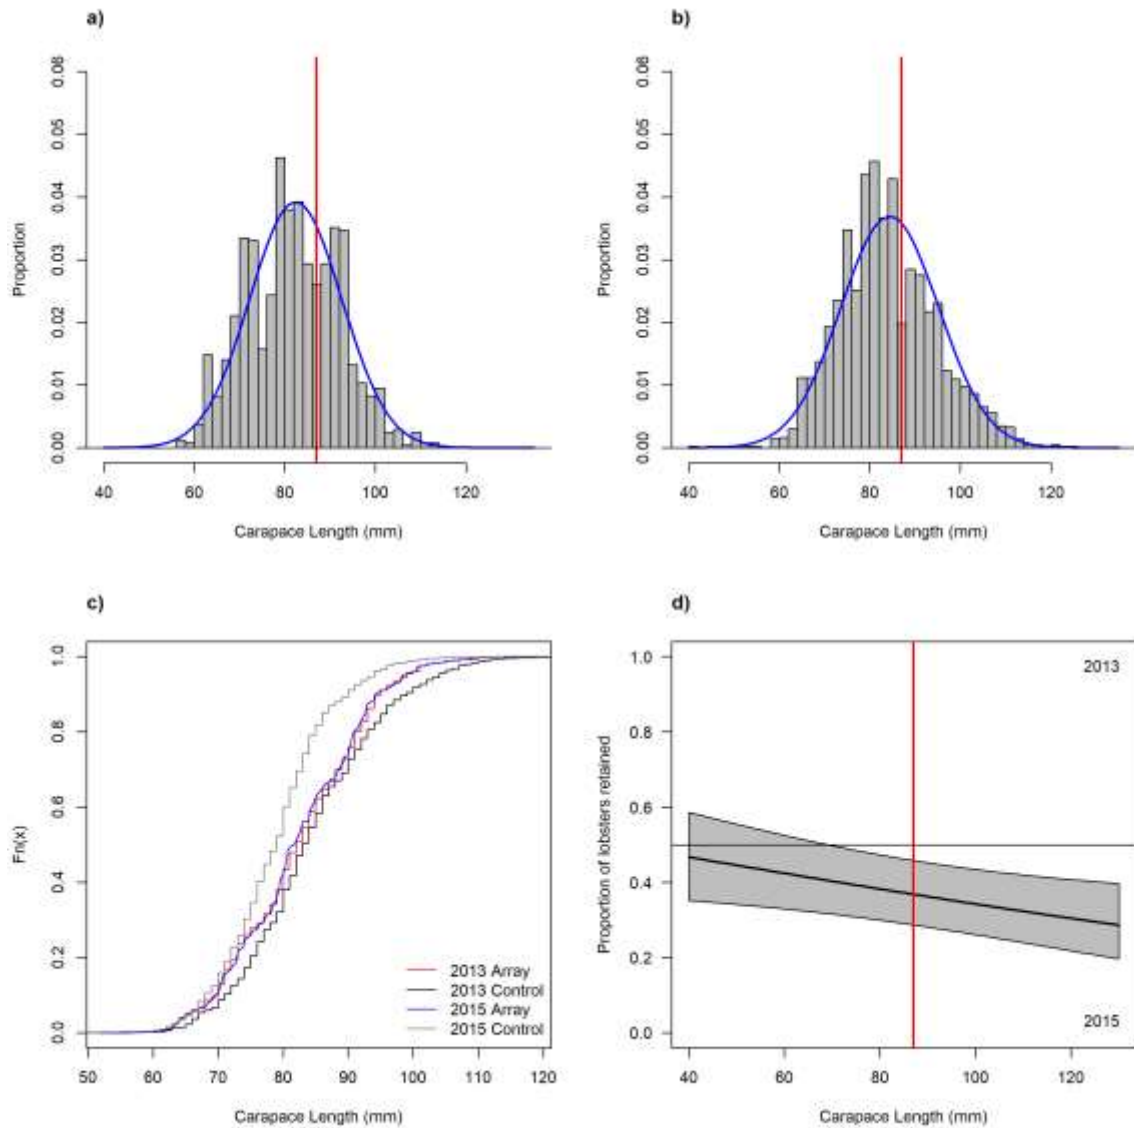 a)
0.06
0.05
0.04
0.03
0.02
0.01
0.00
Proportion
40 60 80 100 120
Carapace Length (mm)
b)
0.06
0.05
0.04
0.03
0.02
0.01
0.00
Proportion
40 60 80 100 120
Carapace Length (mm)
c)
1.0
0.8
0.6
0.4
0.2
0.0
Fn(x)
2013 Array
2013 Control
2015 Array
2015 Control
50 60 70 80 90 100 110 120
Carapace Length (mm)
d)
1.0
0.8
0.6
0.4
0.2
0.0
Proportion of lobsters retained
2013
2015
40 60 80 100 120
Carapace Length (mm)